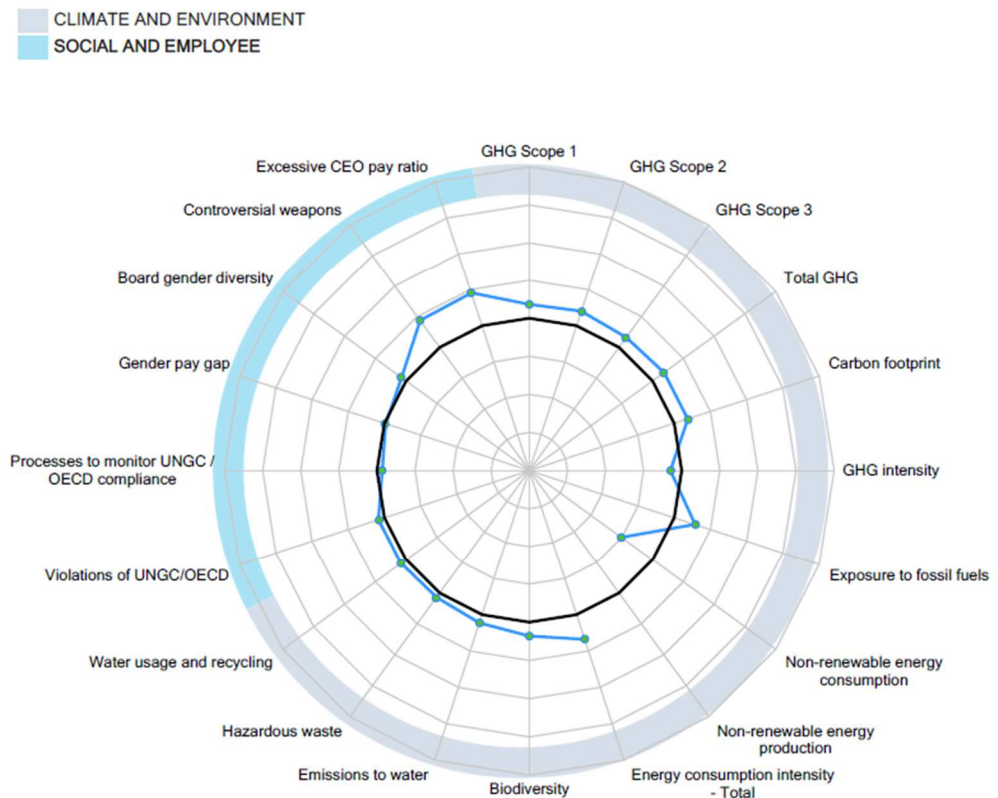 CLIMATE AND ENVIRONMENT
SOCIAL AND EMPLOYEE
GHG Scope 1
GHG Scope 2
GHG Scope 3
Total GHG
Carbon footprint
GHG intensity
Exposure to fossil fuels
Non-renewable energy
consumption
Non-renewable energy
production
Energy consumption intensity
- Total
Biodiversity
Emissions to water
Hazardous waste
Water usage and recycling
Violations of UNGC/OECD
Processes to monitor UNGC /
OECD compliance
Gender pay gap
Board gender diversity
Controversial weapons
Excessive CEO pay ratio